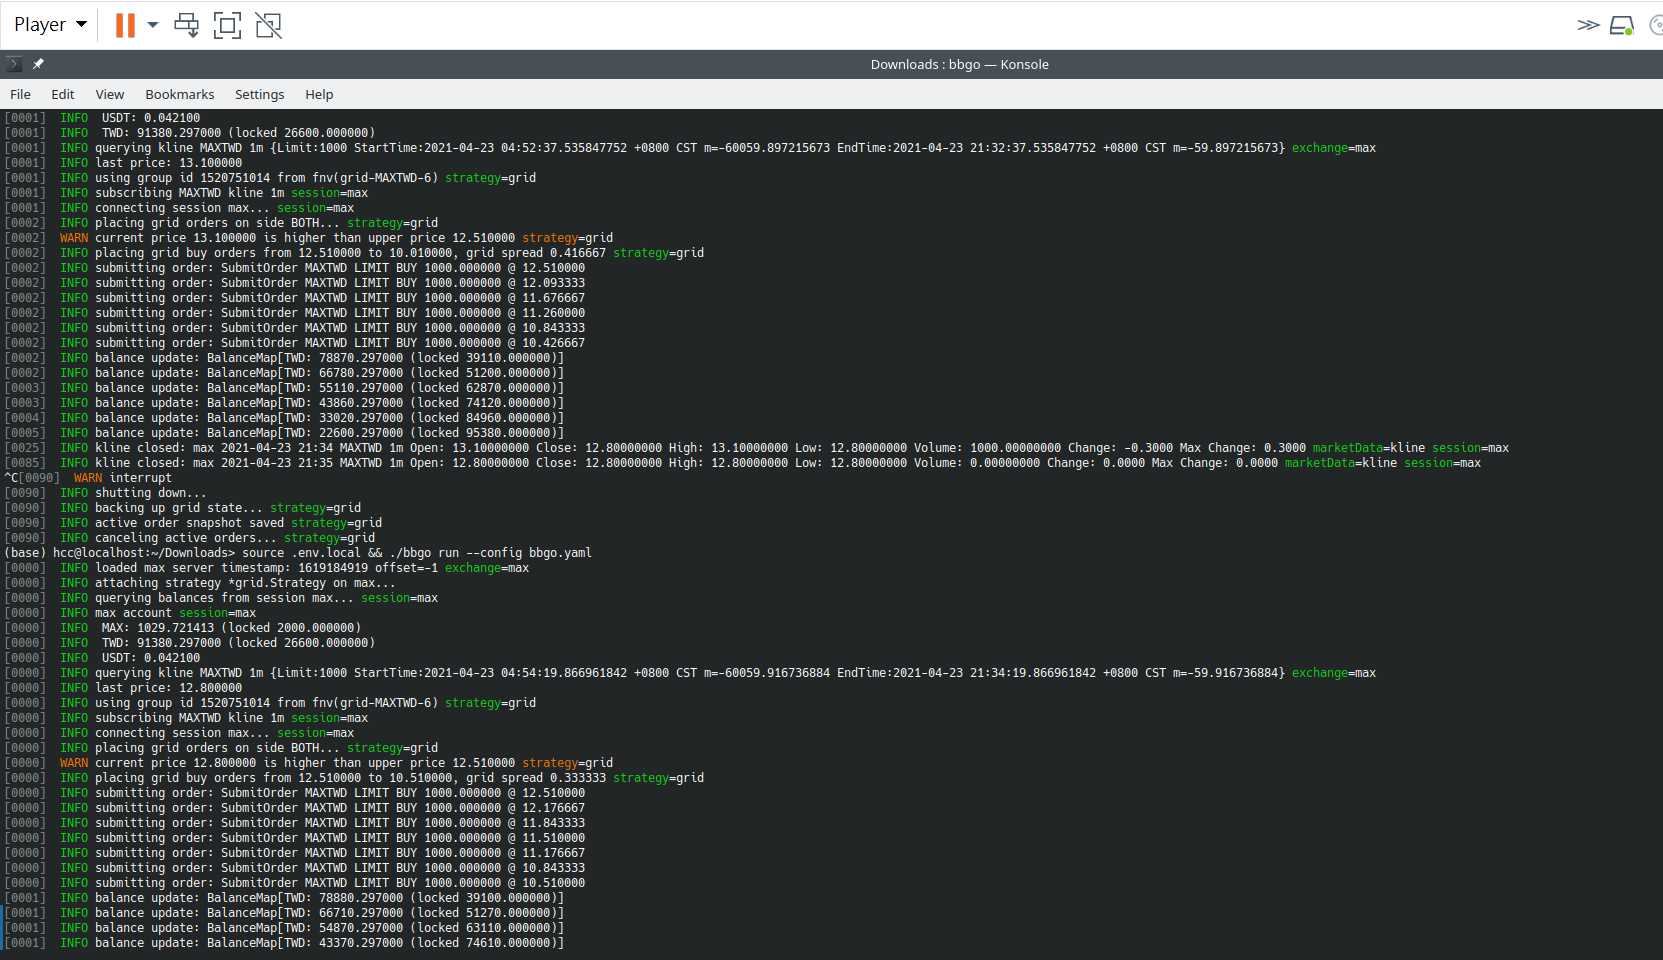 Player
Downloads : bbgo — Konsole
File Edit View Bookmarks Settings Help
[0001] INFO USDT: 0.042100
[0001] INFO TWD: 91380.297000 (locked 26600.000000)
[0001] INFO querying kline MAXTWD 1m {Limit:1000 StartTime:2021-04-23 04:52:37.535847752 +0800 CST m=-60059.897215673 EndTime:2021-04-23 21:32:37.535847752 +0800 CST m=-59.897215673} exchange=max
[0001] INFO last price: 13.100000
[0001] INFO using group id 1520751014 from fnv(grid-MAXTWD-6) strategy=grid
[0001] INFO subscribing MAXTWD kline 1m session=max
[0001] INFO connecting session max... session=max
[0002] INFO placing grid orders on side BOTH... strategy=grid
[0002] WARN current price 13.100000 is higher than upper price 12.510000 strategy=grid
[0002] INFO placing grid buy orders from 12.510000 to 10.010000, grid spread 0.416667 strategy=grid
[0002] INFO submitting order: SubmitOrder MAXTWD LIMIT BUY 1000.000000 @ 12.510000
[0002] INFO submitting order: SubmitOrder MAXTWD LIMIT BUY 1000.000000 @ 12.093333
[0002] INFO submitting order: SubmitOrder MAXTWD LIMIT BUY 1000.000000 @ 11.676667
[0002] INFO submitting order: SubmitOrder MAXTWD LIMIT BUY 1000.000000 @ 11.260000
[0002] INFO submitting order: SubmitOrder MAXTWD LIMIT BUY 1000.000000 @ 10.843333
[0002] INFO submitting order: SubmitOrder MAXTWD LIMIT BUY 1000.000000 @ 10.426667
[0002] INFO balance update: BalanceMap[TWD: 78870.297000 (locked 39110.000000)]
[0002] INFO balance update: BalanceMap[TWD: 66780.297000 (locked 51200.000000)]
[0003] INFO balance update: BalanceMap[TWD: 55110.297000 (locked 62870.000000)]
[0003] INFO balance update: BalanceMap[TWD: 43860.297000 (locked 74120.000000)]
[0004] INFO balance update: BalanceMap[TWD: 33020.297000 (locked 84960.000000)]
[0005] INFO balance update: BalanceMap[TWD: 22600.297000 (locked 95380.000000)]
[0025] INFO kline closed: max 2021-04-23 21:34 MAXTWD 1m Open: 13.10000000 Close: 12.80000000 High: 13.10000000 Low: 12.80000000 Volume: 1000.00000000 Change: -0.3000 Max Change: 0.3000 marketData=kline session=max
[0085] INFO kline closed: max 2021-04-23 21:35 MAXTWD 1m Open: 12.80000000 Close: 12.80000000 High: 12.80000000 Low: 12.80000000 Volume: 0.00000000 Change: 0.0000 Max Change: 0.0000 marketData=kline session=max
^C[0090] WARN interrupt
[0090] INFO shutting down...
[0090] INFO backing up grid state... strategy=grid
[0090] INFO active order snapshot saved strategy=grid
[0090] INFO canceling active orders... strategy=grid
(base) hcc@localhost:~/Downloads> source .env.local && ./bbgo run --config bbgo.yaml
[0000] INFO loaded max server timestamp: 1619184919 offset=-1 exchange=max
[0000] INFO attaching strategy *grid.Strategy on max...
[0000] INFO querying balances from session max... session=max
[0000] INFO max account session=max
[0000] INFO MAX: 1029.721413 (locked 2000.000000)
[0000] INFO TWD: 91380.297000 (locked 26600.000000)
[0000] INFO USDT: 0.042100
[0000] INFO querying kline MAXTWD 1m {Limit:1000 StartTime:2021-04-23 04:54:19.866961842 +0800 CST m=-60059.916736884 EndTime:2021-04-23 21:34:19.866961842 +0800 CST m=-59.916736884} exchange=max
[0000] INFO last price: 12.800000
[0000] INFO using group id 1520751014 from fnv(grid-MAXTWD-6) strategy=grid
[0000] INFO subscribing MAXTWD kline 1m session=max
[0000] INFO connecting session max... session=max
[0000] INFO placing grid orders on side BOTH... strategy=grid
[0000] WARN current price 12.800000 is higher than upper price 12.510000 strategy=grid
[0000] INFO placing grid buy orders from 12.510000 to 10.510000, grid spread 0.333333 strategy=grid
[0000] INFO submitting order: SubmitOrder MAXTWD LIMIT BUY 1000.000000 @ 12.510000
[0000] INFO submitting order: SubmitOrder MAXTWD LIMIT BUY 1000.000000 @ 12.176667
[0000] INFO submitting order: SubmitOrder MAXTWD LIMIT BUY 1000.000000 @ 11.843333
[0000] INFO submitting order: SubmitOrder MAXTWD LIMIT BUY 1000.000000 @ 11.510000
[0000] INFO submitting order: SubmitOrder MAXTWD LIMIT BUY 1000.000000 @ 11.176667
[0000] INFO submitting order: SubmitOrder MAXTWD LIMIT BUY 1000.000000 @ 10.843333
[0000] INFO submitting order: SubmitOrder MAXTWD LIMIT BUY 1000.000000 @ 10.510000
[0001] INFO balance update: BalanceMap[TWD: 78880.297000 (locked 39100.000000)]
[0001] INFO balance update: BalanceMap[TWD: 66710.297000 (locked 51270.000000)]
[0001] INFO balance update: BalanceMap[TWD: 54870.297000 (locked 63110.000000)]
[0001] INFO balance update: BalanceMap[TWD: 43370.297000 (locked 74610.000000)]